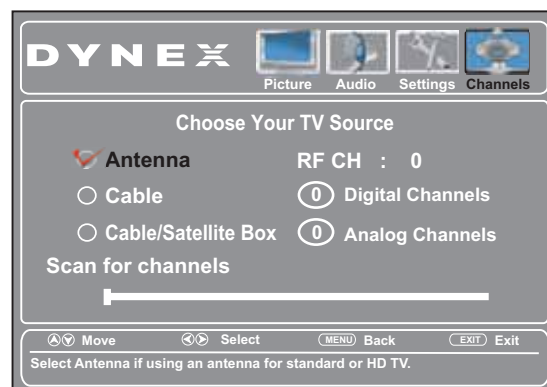 DYNEX
Picture Audio Settings Channels
Choose Your TV Source
Antenna RF CH : 0
Cable 0 Digital Channels
Cable/Satellite Box 0 Analog Channels
Scan for channels
Move Select MENU Back EXIT Exit
Select Antenna if using an antenna for standard or HD TV.